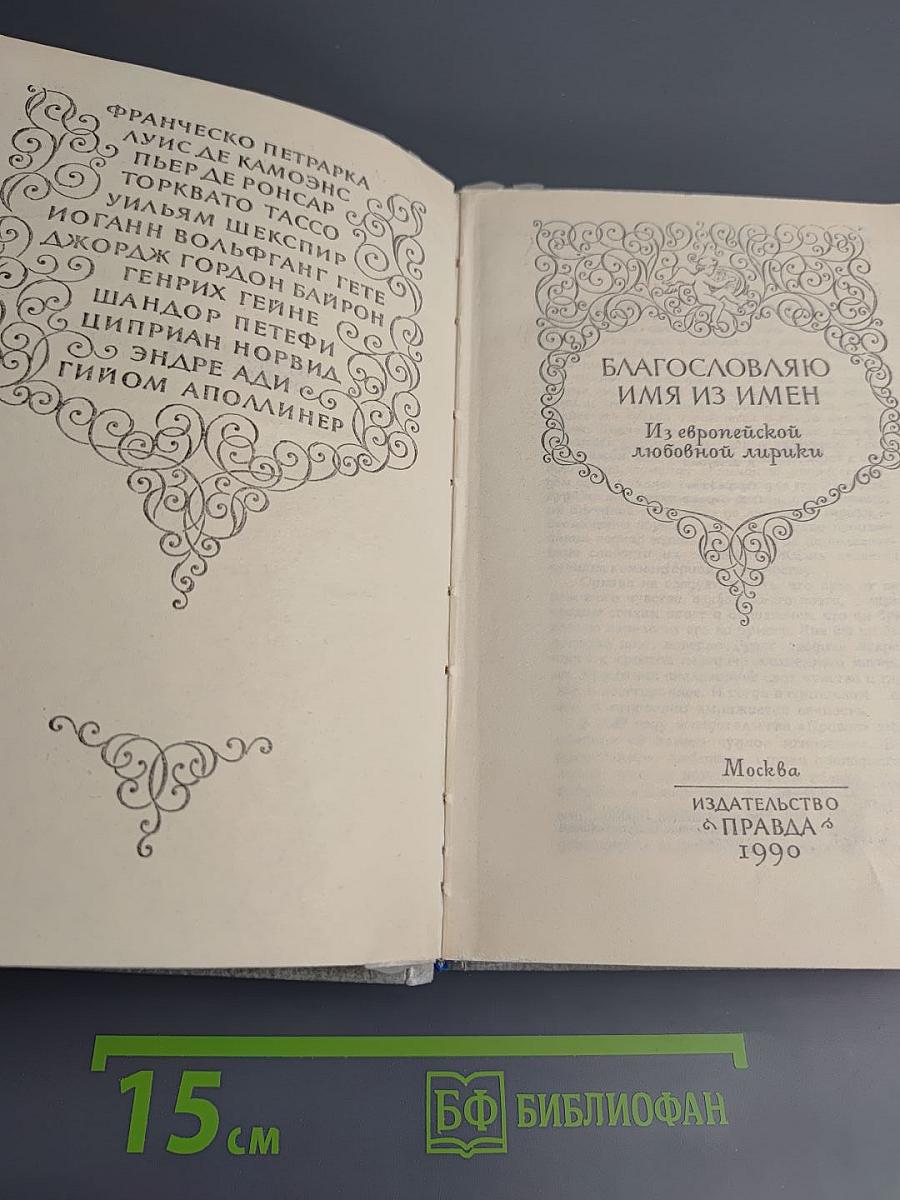 ФРАНЧЕСКО ПЕТРАРКА
ЛУИС ДЕ КАМОЭНС
ПЬЕР ДЕ РОНСАР
ТОРКВАТО ТАССО
УИЛЬЯМ ШЕКСПИР
ИОГАНН ВОЛЬФГАНГ ГЕТЕ
ДЖОРДЖ ГОРДОН БАЙРОН
ГЕНРИХ ГЕЙНЕ
ШАНДОР ПЕТЕФИ
ЦИПРИАН НОРВИД
ЭНДРЕ АДИ
ГИЙОМ АПОЛЛИНЕР
БЛАГОСЛОВЛЯЮ
ИМЯ ИЗ ИМЕН
Из европейской
любовной лирики
Москва
ИЗДАТЕЛЬСТВО
ПРАВДА
1990
15 см
БФ БИБЛИОФАН